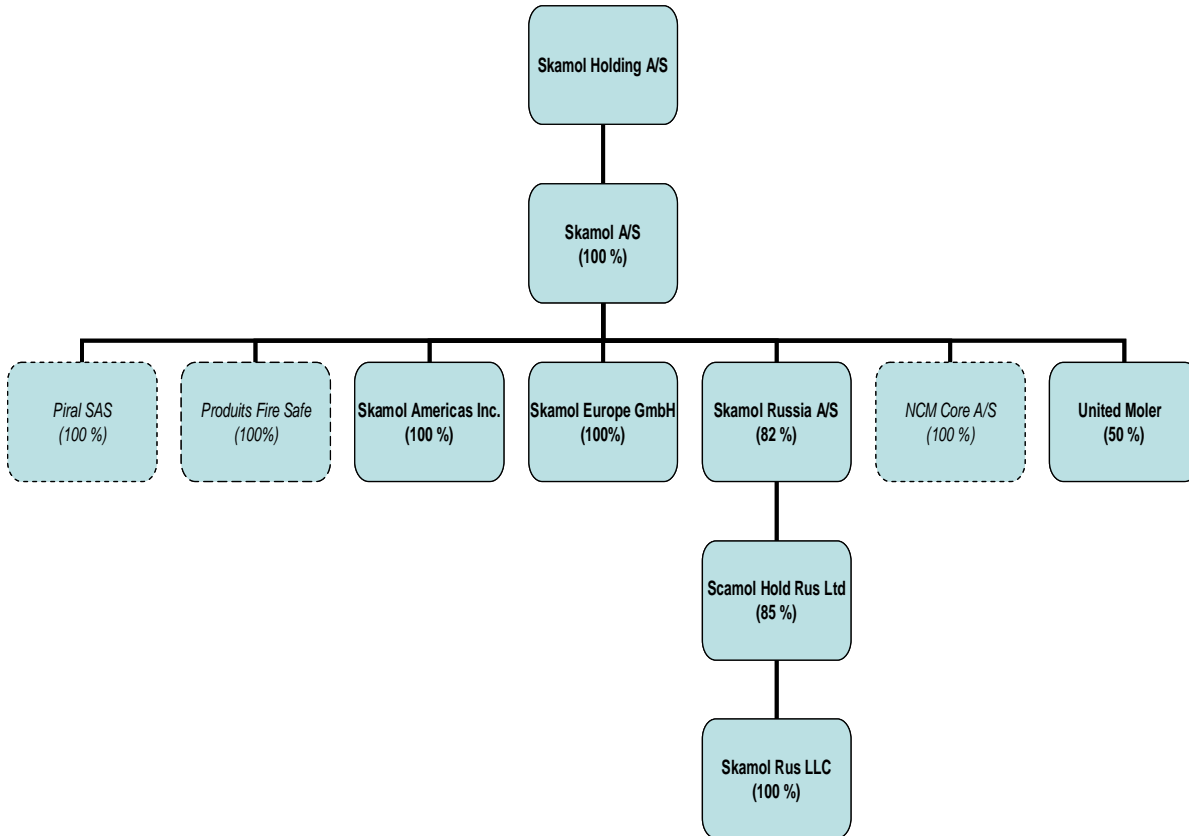 Skamol Holding A/S
Skamol A/S
(100 %)
Piral SAS
(100 %)
Produits Fire Safe
(100%)
Skamol Americas Inc.
(100 %)
Skamol Europe GmbH
(100%)
Skamol Russia A/S
(82 %)
NCM Core A/S
(100 %)
United Moler
(50 %)
Scamol Hold Rus Ltd
(85 %)
Skamol Rus LLC
(100 %)